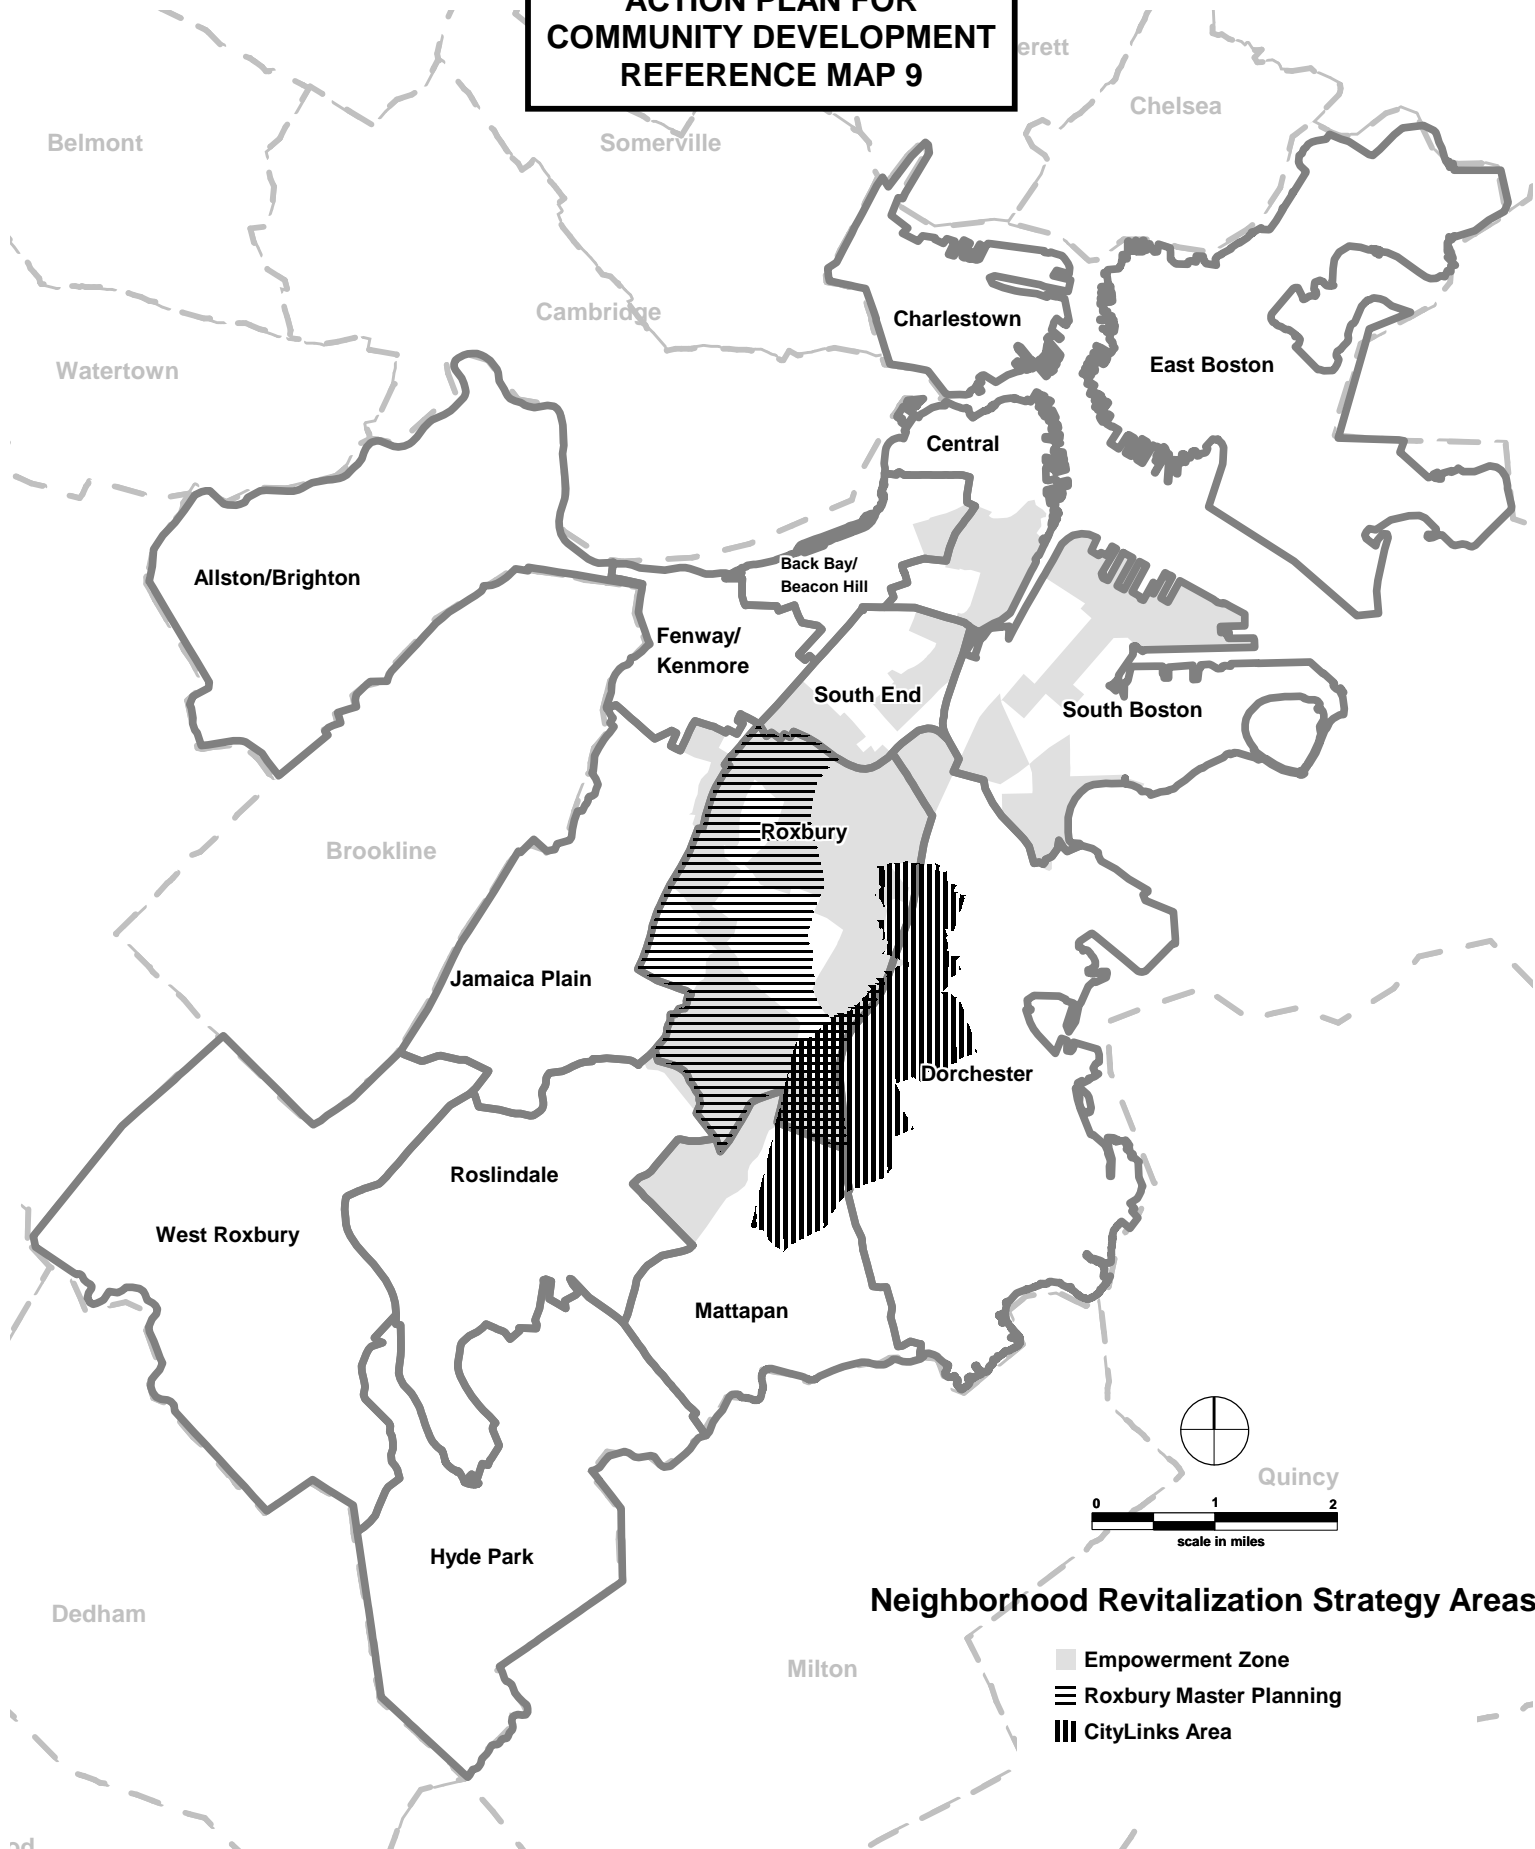 ACTION PLAN FOR
COMMUNITY DEVELOPMENT
REFERENCE MAP 9
erett
Chelsea
Belmont
Somerville
Cambridge
Charlestown
Watertown
East Boston
Central
Back Bay/
Beacon Hill
Allston/Brighton
Fenway/
Kenmore
South End
South Boston
Roxbury
Brookline
Jamaica Plain
Dorchester
Roslindale
West Roxbury
Mattapan
Quincy
0 1 2
scale in miles
Hyde Park
Neighborhood Revitalization Strategy Areas
Dedham
Milton
Empowerment Zone
Roxbury Master Planning
CityLinks Area